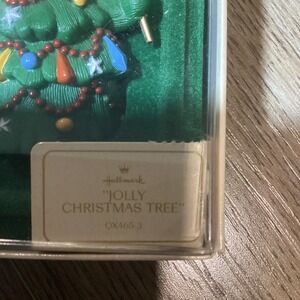 Hallmark
"JOLLY
CHRISTMAS TREE"
QX465-3